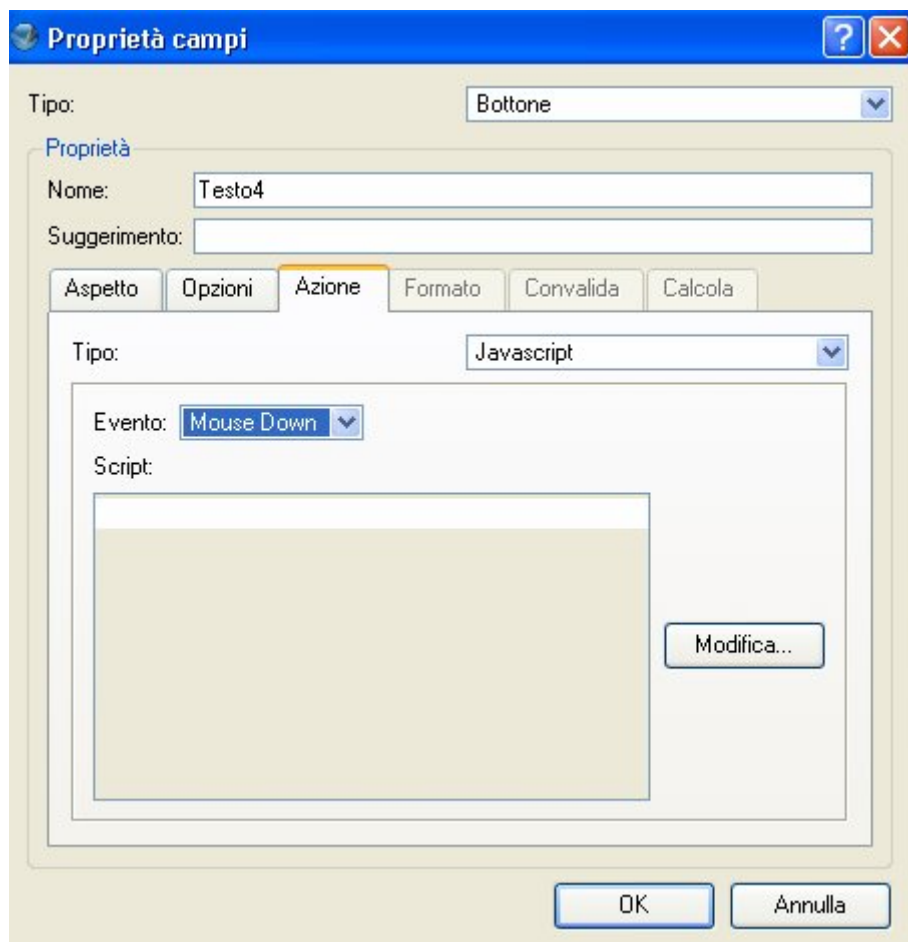 Proprietà campi
?
Tipo: Bottone
Proprietà
Nome: Testo4
Suggerimento:
Aspetto Opzioni Azione Formato Convalida Calcola
Tipo: Javascript
Evento: Mouse Down
Script:
Modifica...
OK Annulla